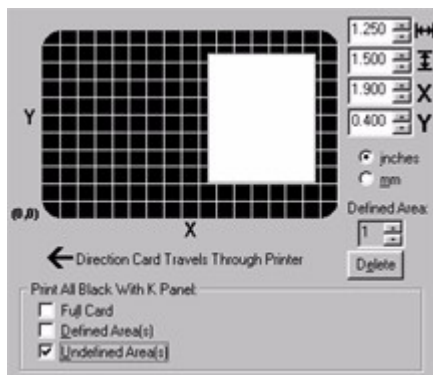 1.250
1.500
1.900 X
Y 0.400 Y
inches
mm
(0,0)
X
Defined Area:
1
Direction Card Travels Through Printer
Delete
Print All Black With K Panel:
Full Card
Defined Area(s)
Undefined Area(s)